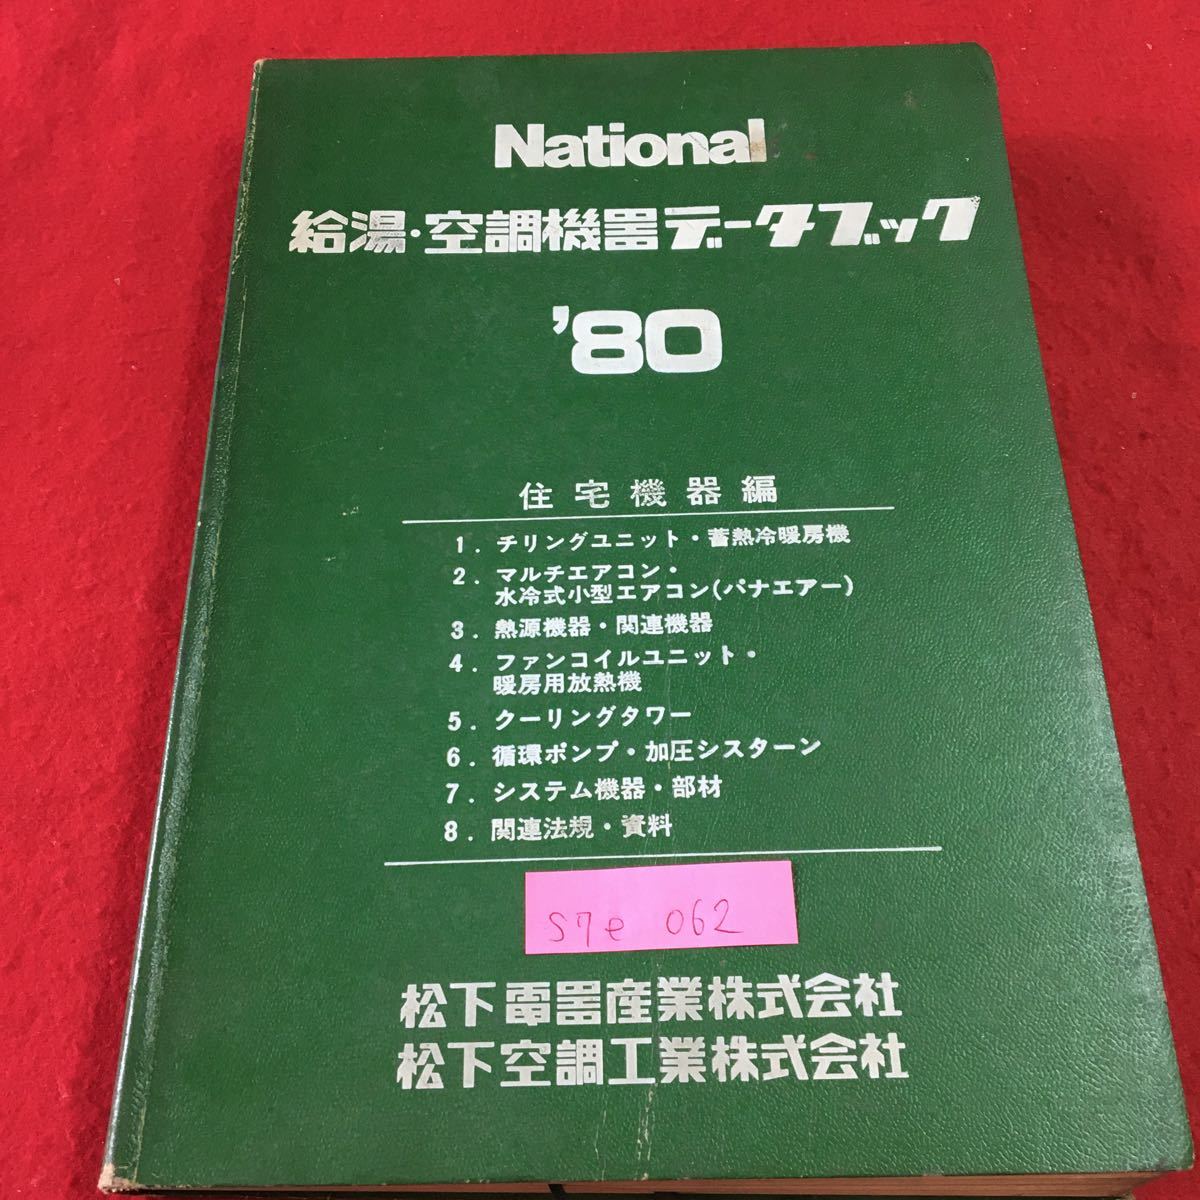 National
給湯・空調機器データブック
'80
住宅機器編
1. チリングユニット・蓄熱冷暖房機
2. マルチエアコン・
水冷式小型エアコン(パナエアー)
3. 熱源機器・関連機器
4. ファンコイルユニット・
暖房用放熱機
5. クーリングタワー
6. 循環ポンプ・加圧シスターン
7. システム機器・部材
8. 関連法規・資料
S7e 062
松下電器産業株式会社
松下空調工業株式会社